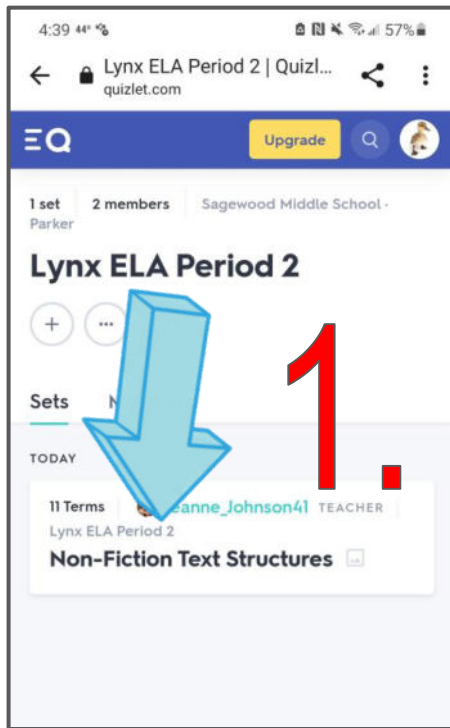 4:39 44° 57%
Lynx ELA Period 2 | Quizl...
quizlet.com
Q Upgrade
1 set 2 members Sagewood Middle School ·
Parker
Lynx ELA Period 2
Sets
1.
TODAY
11 Terms eanne_Johnson41 TEACHER
Lynx ELA Period 2
Non-Fiction Text Structures